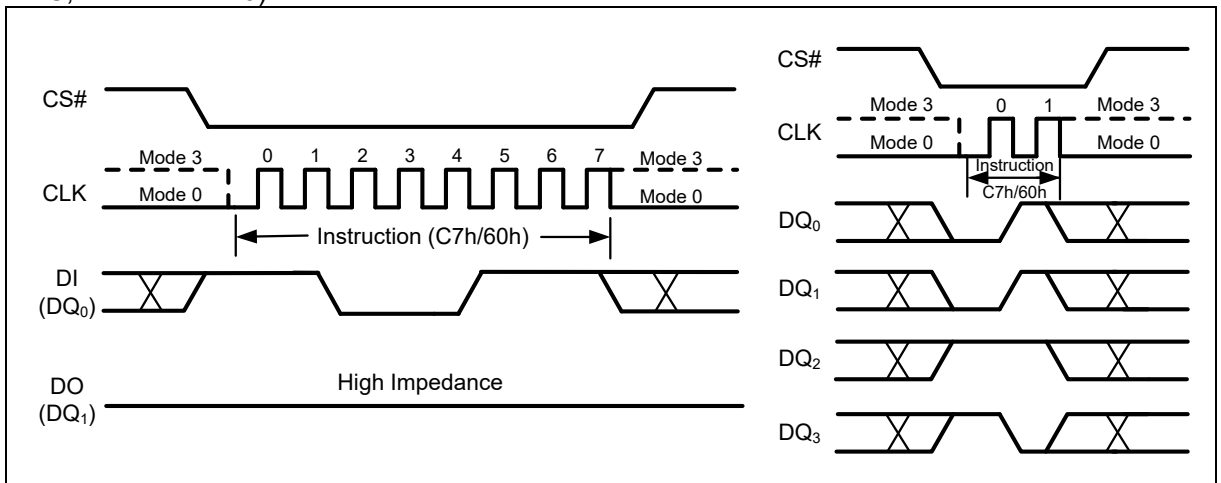 CS#
Mode 3 0 1 2 3 4 5 6 7 Mode 3
CLK
Mode 0 Mode 0
Instruction (C7h/60h)
DI
(DQ0)
High Impedance
DO
(DQ1)
CS#
Mode 3 0 1 Mode 3
CLK
Mode 0 Mode 0
Instruction
C7h/60h
DQ0
DQ1
DQ2
DQ3